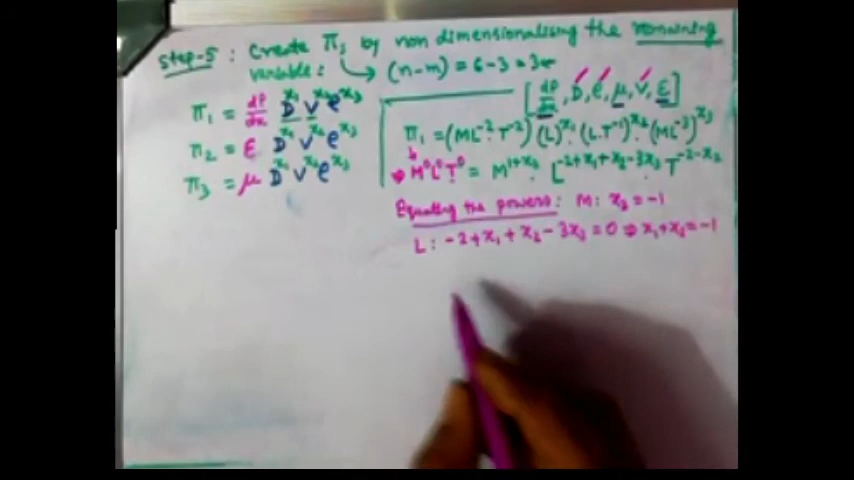 Step-5 : Create πs by non dimensionalising the remaining
variable: ↳ (n-m) = 6-3 = 3
[dP/dx, D, ρ, μ, V, ε]
π₁ = dP/dx D^x₁ V^x₂ ρ^x₃
π₂ = ε D^x₁ V^x₂ ρ^x₃
π₃ = μ D^x₁ V^x₂ ρ^x₃
π₁ = (ML⁻²T⁻²) (L)^x₁ (L.T⁻¹)^x₂ (ML⁻³)^x₃
⇒ M⁰L⁰T⁰ = M^1+x₃ L^-2+x₁+x₂-3x₃ T^-2-x₂
Equating the powers: M: x₃ = -1
L: -2+x₁+x₂-3x₃=0 ⇒ x₁+x₂=-1